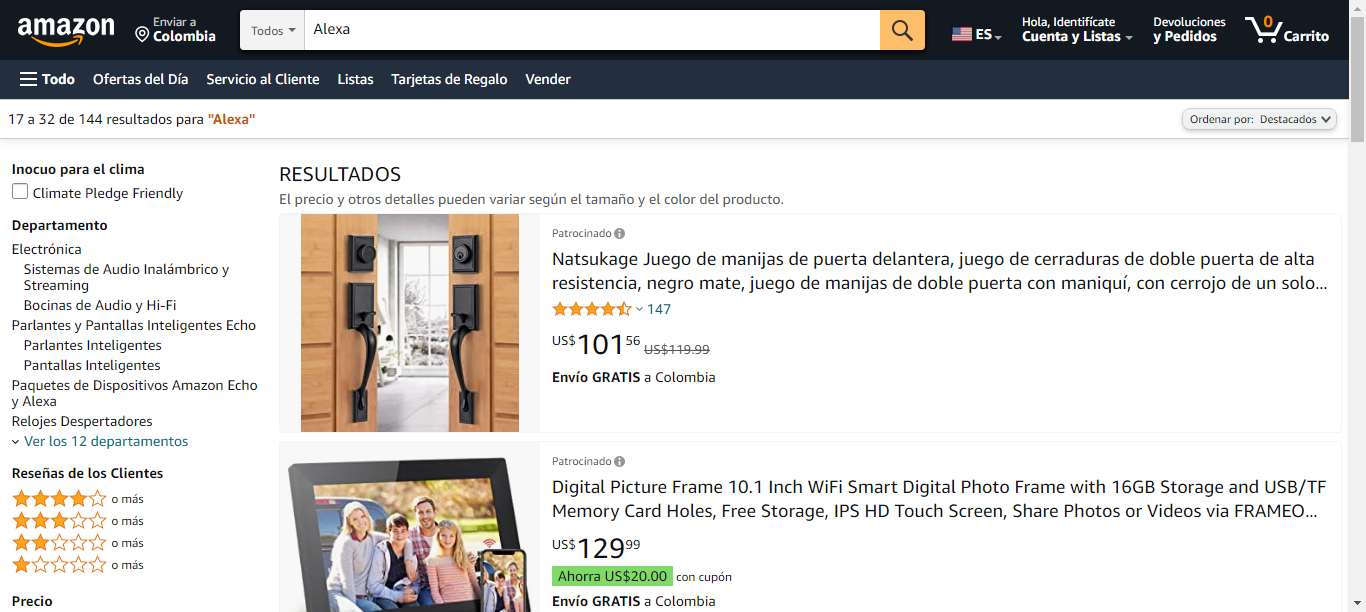 amazon
Enviar a
Colombia
Todos
Alexa
ES
Hola, Identifícate
Cuenta y Listas
Devoluciones
y Pedidos
0
Carrito
Todo
Ofertas del Día
Servicio al Cliente
Listas
Tarjetas de Regalo
Vender
17 a 32 de 144 resultados para "Alexa"
Ordenar por: Destacados
Inocuo para el clima
Climate Pledge Friendly
Departamento
Electrónica
Sistemas de Audio Inalámbrico y
Streaming
Bocinas de Audio y Hi-Fi
Parlantes y Pantallas Inteligentes Echo
Parlantes Inteligentes
Pantallas Inteligentes
Paquetes de Dispositivos Amazon Echo
y Alexa
Relojes Despertadores
Ver los 12 departamentos
Reseñas de los Clientes
o más
o más
o más
o más
Precio
RESULTADOS
El precio y otros detalles pueden variar según el tamaño y el color del producto.
Patrocinado
Natsukage Juego de manijas de puerta delantera, juego de cerraduras de doble puerta de alta
resistencia, negro mate, juego de manijas de doble puerta con maniquí, con cerrojo de un solo...
147
US$10156 US$119.99
Envío GRATIS a Colombia
Patrocinado
Digital Picture Frame 10.1 Inch WiFi Smart Digital Photo Frame with 16GB Storage and USB/TF
Memory Card Holes, Free Storage, IPS HD Touch Screen, Share Photos or Videos via FRAMEO...
US$12999
Ahorra US$20.00 con cupón
Envío GRATIS a Colombia